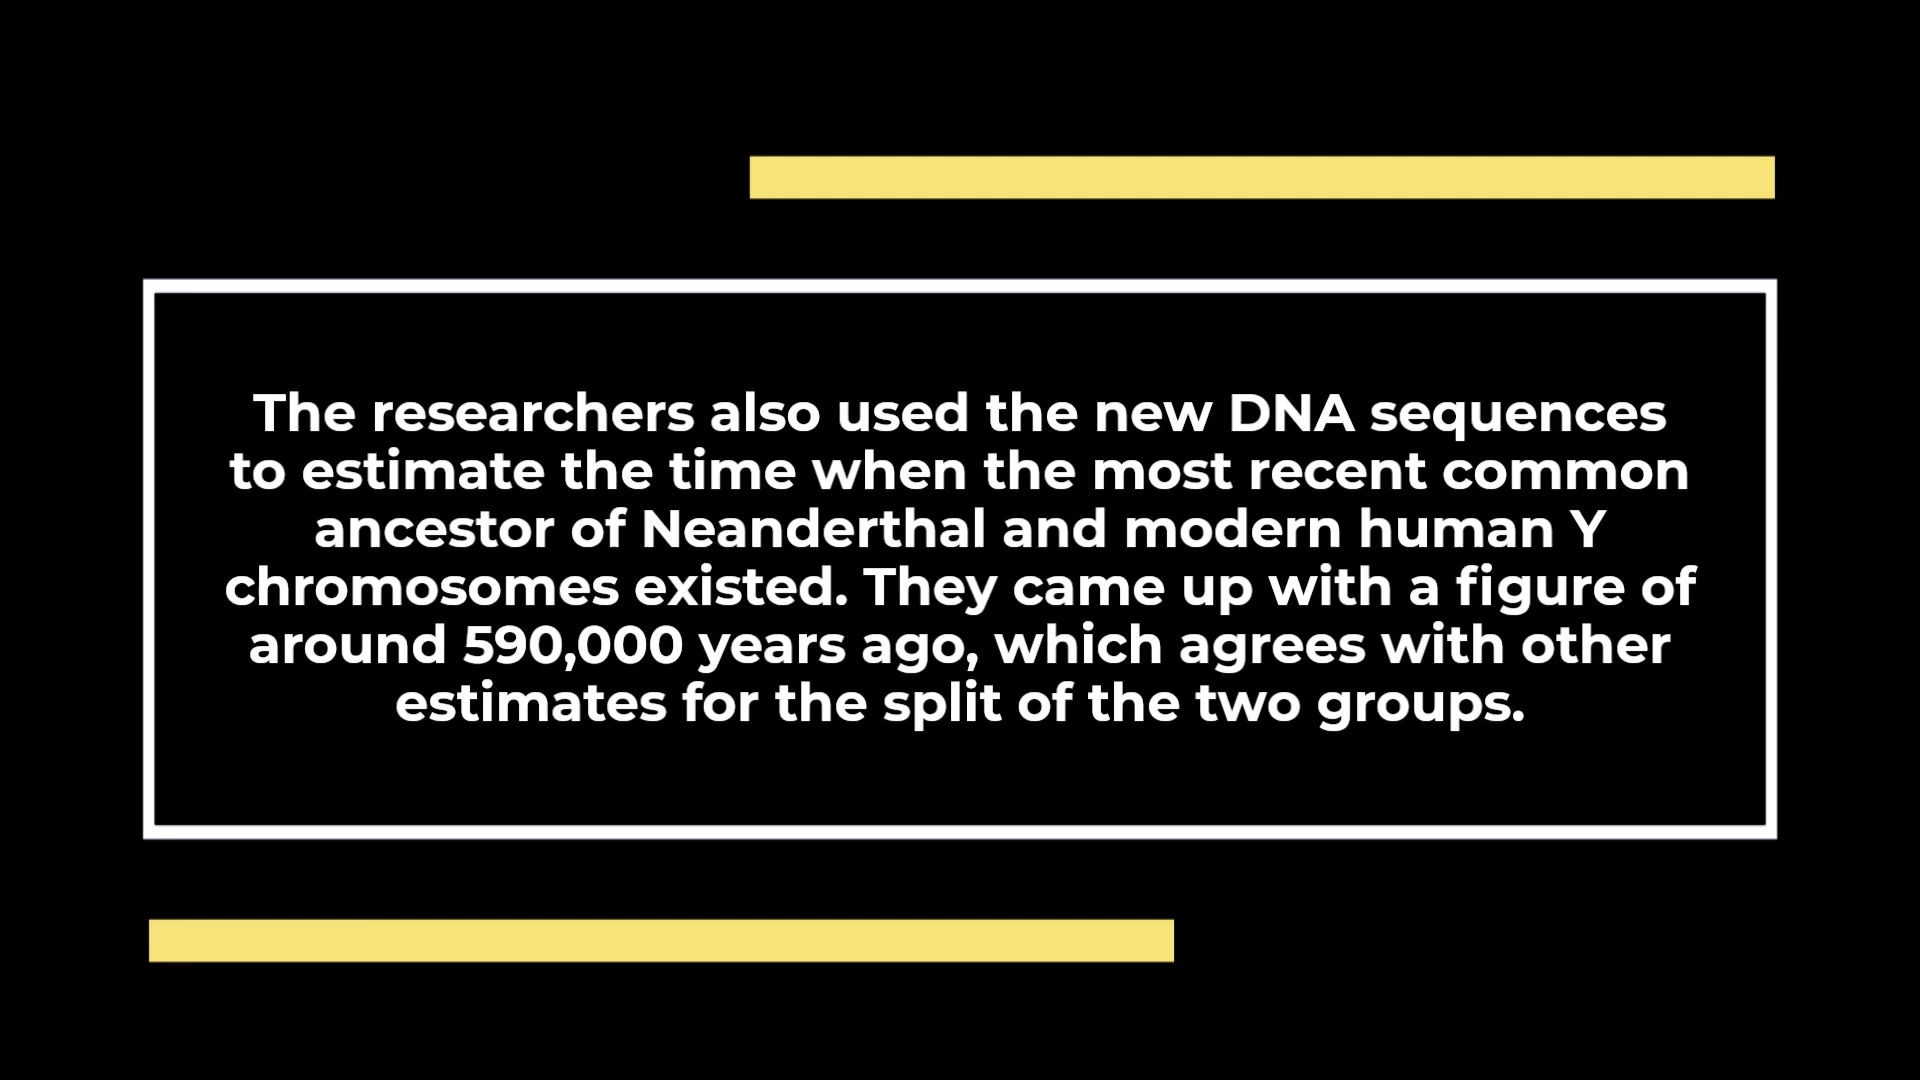 The researchers also used the new DNA sequences
to estimate the time when the most recent common
ancestor of Neanderthal and modern human Y
chromosomes existed. They came up with a figure of
around 590,000 years ago, which agrees with other
estimates for the split of the two groups.